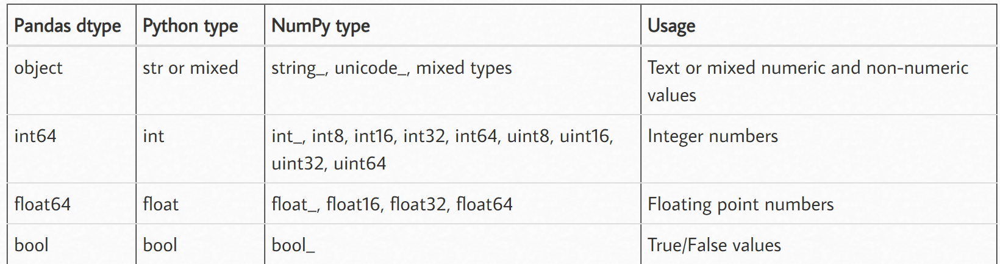 Pandas dtype Python type NumPy type Usage
object str or mixed string_, unicode_, mixed types Text or mixed numeric and non-numeric
values
int64 int int_, int8, int16, int32, int64, uint8, uint16, Integer numbers
uint32, uint64
float64 float float_, float16, float32, float64 Floating point numbers
bool bool bool_ True/False values